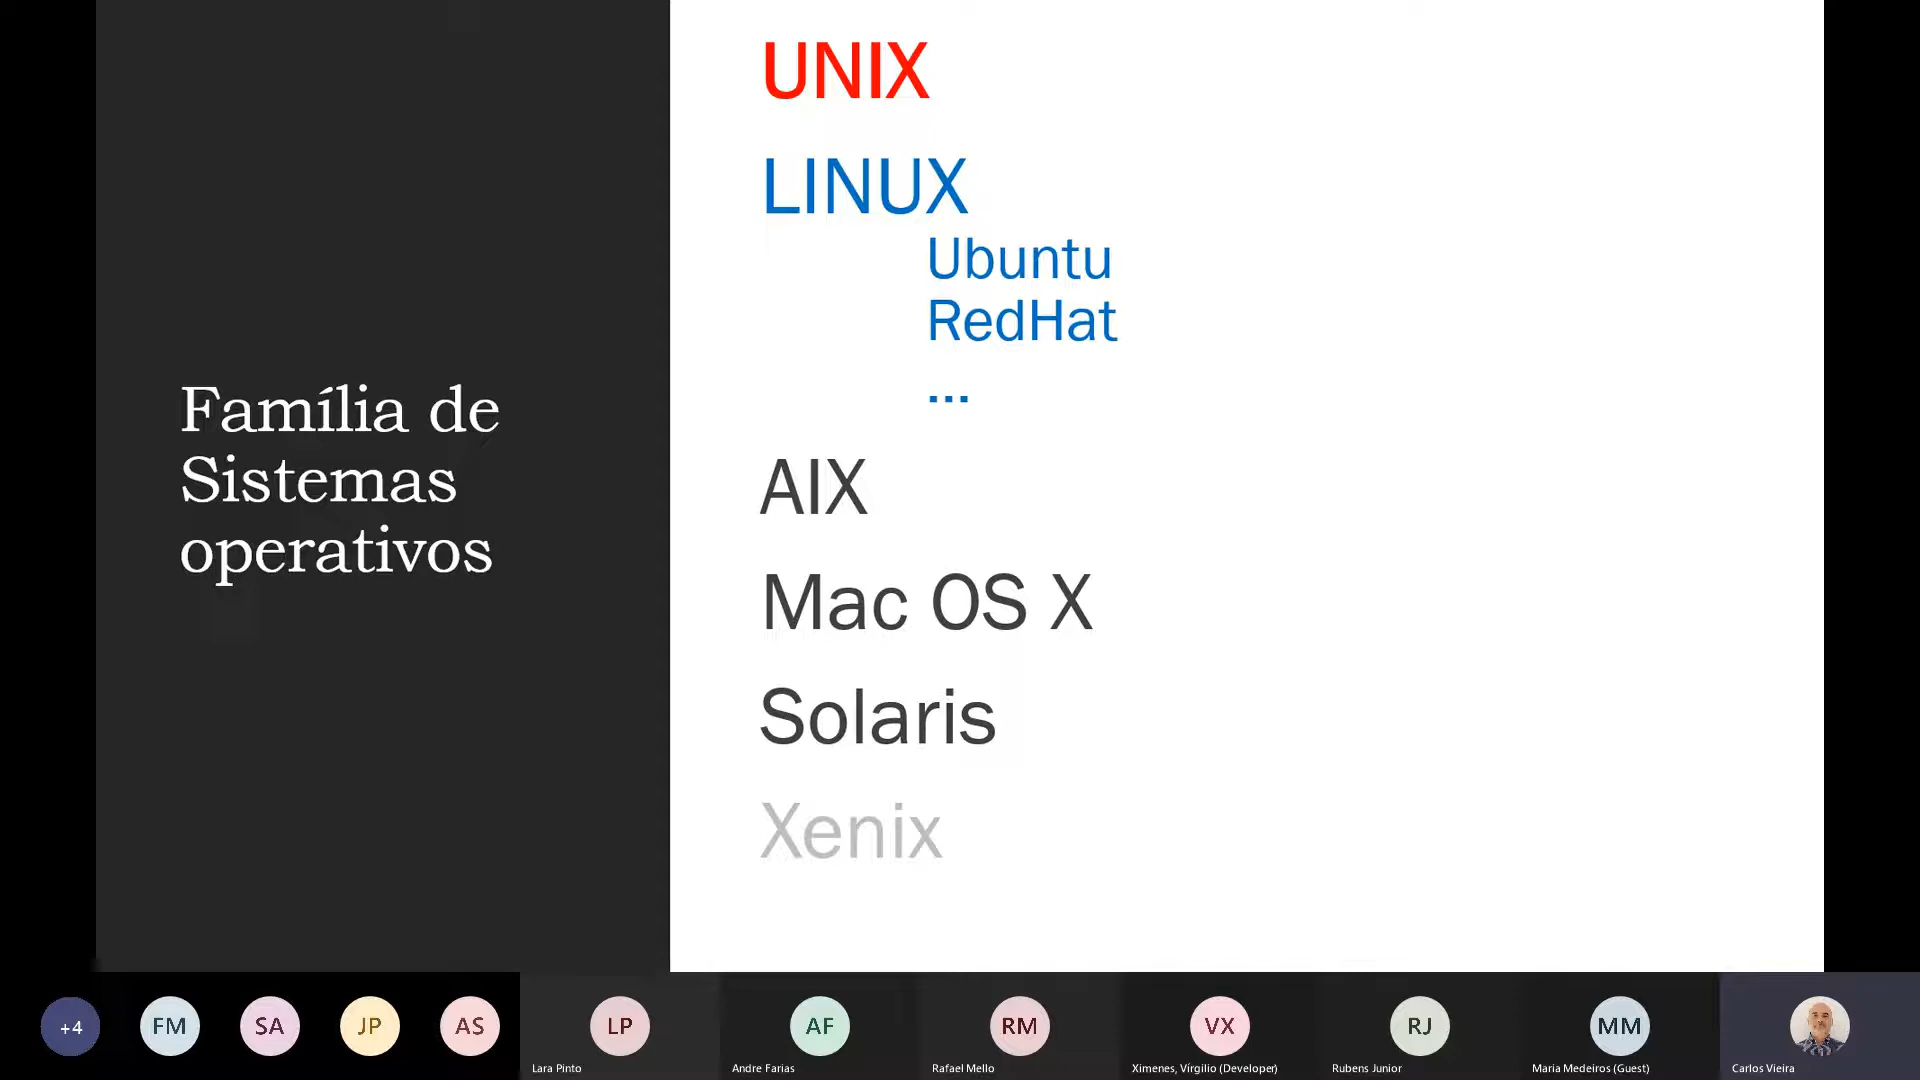 Família de
Sistemas
operativos
UNIX
LINUX
Ubuntu
RedHat
...
AIX
Mac OS X
Solaris
Xenix
+4
FM
SA
JP
AS
LP
AF
RM
VX
RJ
MM
Lara Pinto
Andre Farias
Rafael Mello
Ximenes, Vírgilio (Developer)
Rubens Junior
Maria Medeiros (Guest)
Carlos Vieira